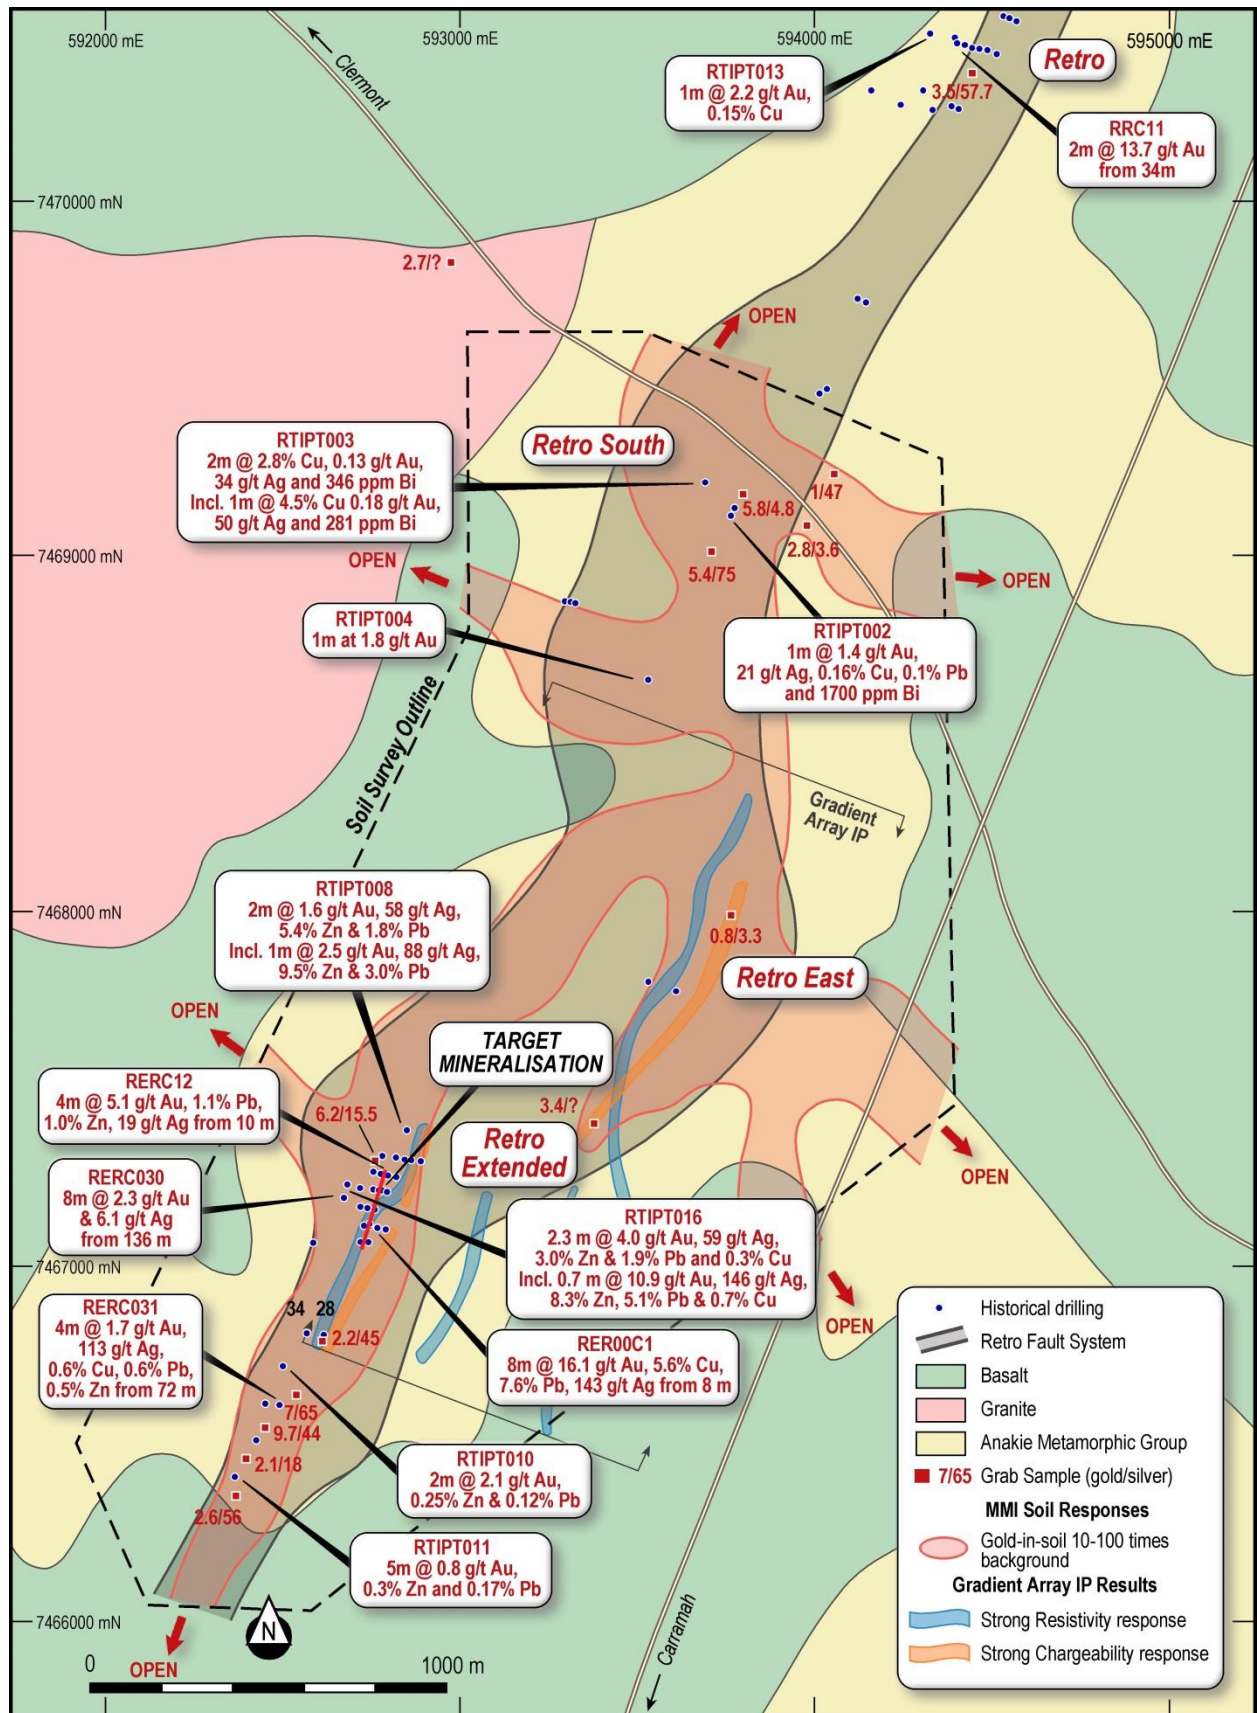 592000 mE
593000 mE
594000 mE
595000 mE
Clermont
Retro
RTIPT013
1m @ 2.2 g/t Au,
0.15% Cu
3.5/57.7
RRC11
2m @ 13.7 g/t Au
from 34m
7470000 mN
2.7/?
OPEN
RTIPT003
2m @ 2.8% Cu, 0.13 g/t Au,
34 g/t Ag and 346 ppm Bi
Incl. 1m @ 4.5% Cu 0.18 g/t Au,
50 g/t Ag and 281 ppm Bi
Retro South
1/47
5.8/4.8
2.8/3.6
5.4/75
7469000 mN
OPEN
OPEN
RTIPT004
1m at 1.8 g/t Au
RTIPT002
1m @ 1.4 g/t Au,
21 g/t Ag, 0.16% Cu, 0.1% Pb
and 1700 ppm Bi
Soil Survey Outline
Gradient
Array IP
RTIPT008
2m @ 1.6 g/t Au, 58 g/t Ag,
5.4% Zn & 1.8% Pb
Incl. 1m @ 2.5 g/t Au, 88 g/t Ag,
9.5% Zn & 3.0% Pb
7468000 mN
0.8/3.3
Retro East
OPEN
TARGET
MINERALISATION
RERC12
4m @ 5.1 g/t Au, 1.1% Pb,
1.0% Zn, 19 g/t Ag from 10 m
6.2/15.5
3.4/?
Retro
Extended
OPEN
RERC030
8m @ 2.3 g/t Au
& 6.1 g/t Ag
from 136 m
RTIPT016
2.3 m @ 4.0 g/t Au, 59 g/t Ag,
3.0% Zn & 1.9% Pb and 0.3% Cu
Incl. 0.7 m @ 10.9 g/t Au, 146 g/t Ag,
8.3% Zn, 5.1% Pb & 0.7% Cu
7467000 mN
OPEN
34 28
2.2/45
RERC031
4m @ 1.7 g/t Au,
113 g/t Ag,
0.6% Cu, 0.6% Pb,
0.5% Zn from 72 m
RER00C1
8m @ 16.1 g/t Au, 5.6% Cu,
7.6% Pb, 143 g/t Ag from 8 m
7/65
9.7/44
2.1/18
2.6/56
RTIPT010
2m @ 2.1 g/t Au,
0.25% Zn & 0.12% Pb
RTIPT011
5m @ 0.8 g/t Au,
0.3% Zn and 0.17% Pb
7466000 mN
N
OPEN
0
1000 m
Carramah
Historical drilling
Retro Fault System
Basalt
Granite
Anakie Metamorphic Group
7/65 Grab Sample (gold/silver)
MMI Soil Responses
Gold-in-soil 10-100 times
background
Gradient Array IP Results
Strong Resistivity response
Strong Chargeability response